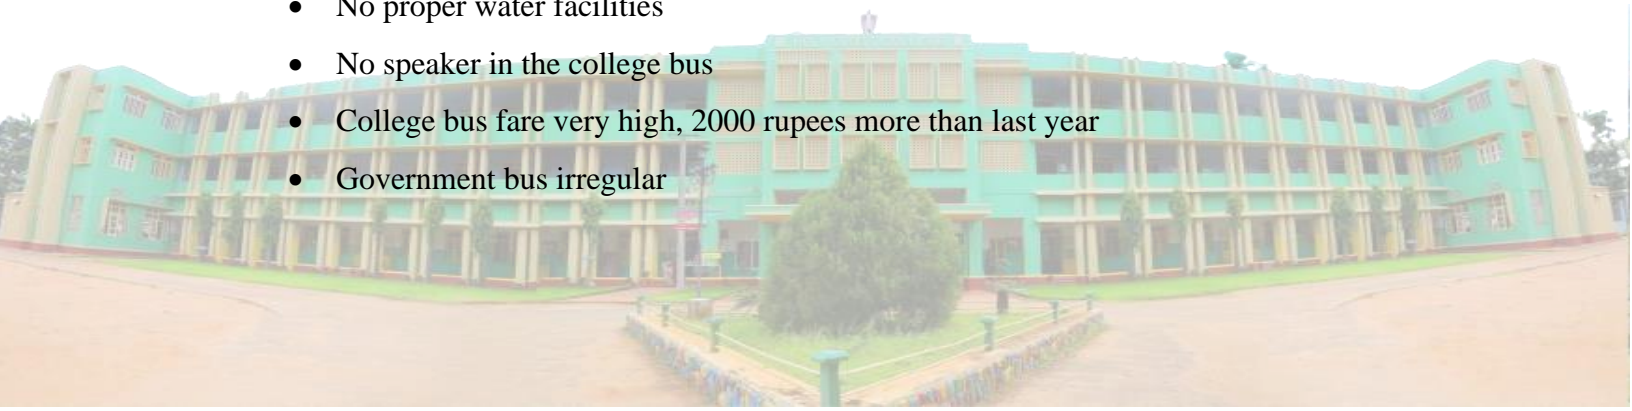 • No proper water facilities
• No speaker in the college bus
• College bus fare very high, 2000 rupees more than last year
• Government bus irregular